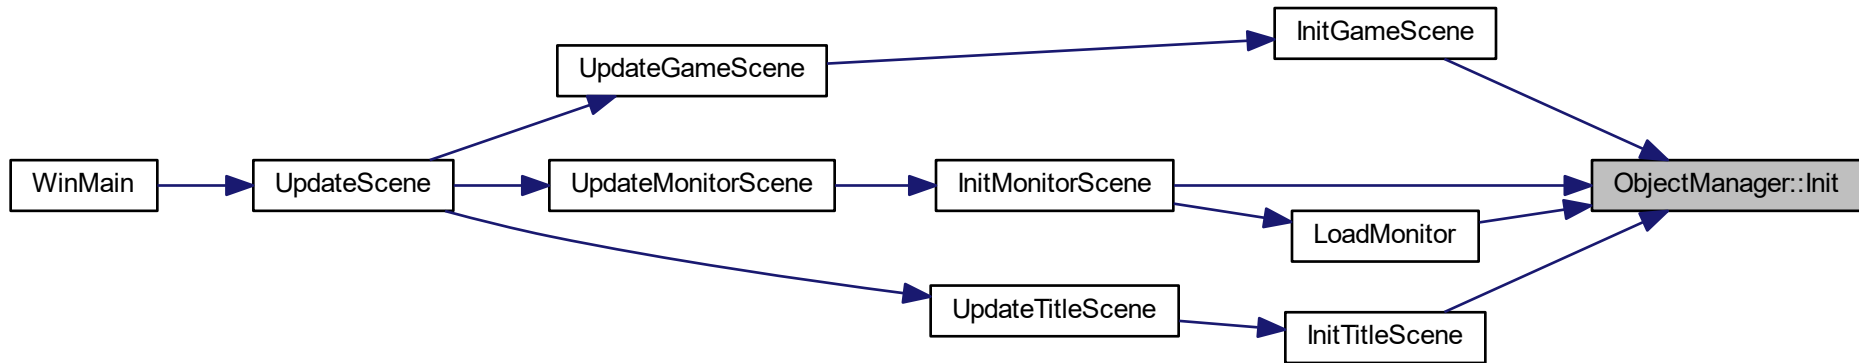 InitGameScene
UpdateGameScene
WinMain
UpdateScene
UpdateMonitorScene
InitMonitorScene
ObjectManager::Init
LoadMonitor
UpdateTitleScene
InitTitleScene